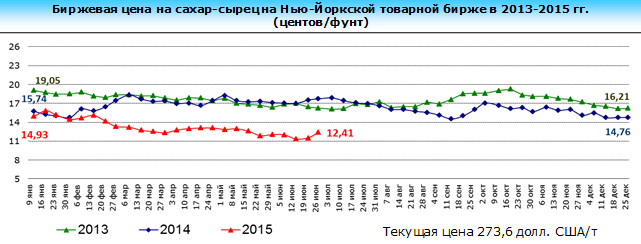 Биржевая цена на сахар-сырец на Нью-Йоркской товарной бирже в 2013-2015 гг.
(центов/фунт)
26
23
20
17
14
11
8
5
19,05
15,74
14,93
12,41
16,21
14,76
9 янв
16 янв
23 янв
30 янв
6 фев
13 фев
20 фев
27 фев
6 мар
13 мар
20 мар
27 мар
3 апр
10 апр
17 апр
24 апр
1 май
8 май
15 май
22 май
29 май
5 июн
12 июн
19 июн
26 июн
3 июл
10 июл
17 июл
24 июл
31 июл
7 авг
14 авг
21 авг
28 авг
4 сен
11 сен
18 сен
25 сен
2 окт
9 окт
16 окт
23 окт
30 окт
6 ноя
13 ноя
20 ноя
27 ноя
4 дек
11 дек
18 дек
25 дек
2013
2014
2015
Текущая цена 273,6 долл. США/т